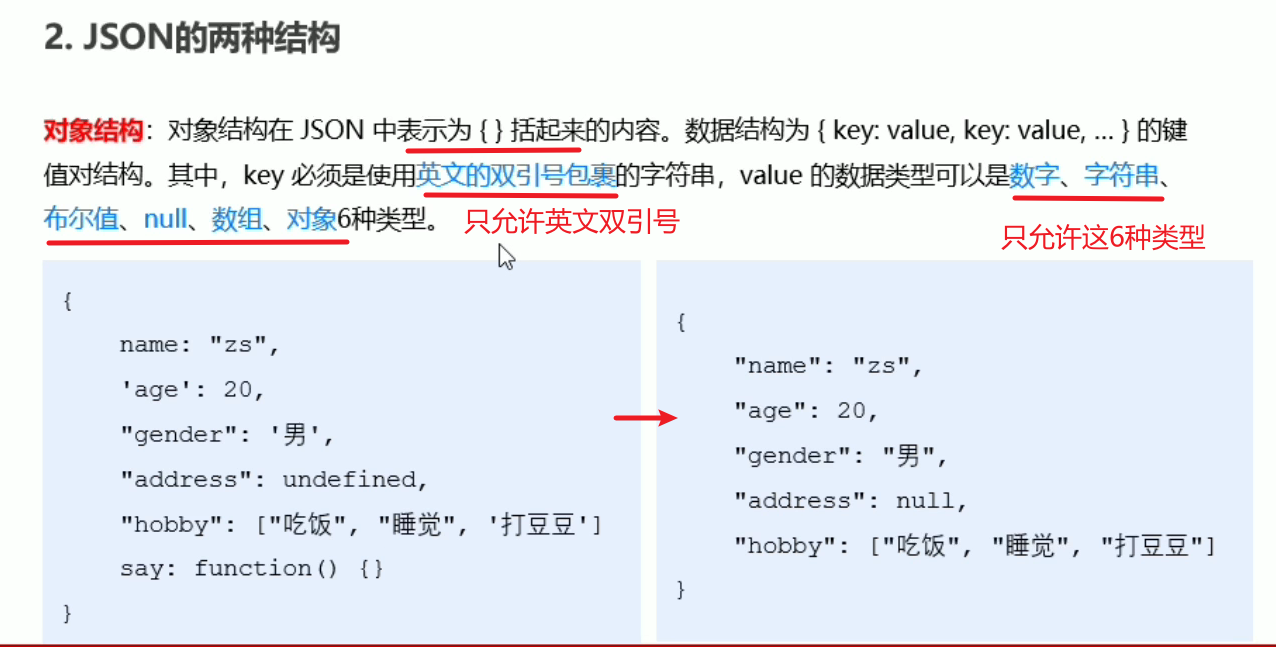 2. JSON的两种结构
对象结构：对象结构在 JSON 中表示为 { } 括起来的内容。数据结构为 { key: value, key: value, … } 的键
值对结构。其中，key 必须是使用英文的双引号包裹的字符串，value 的数据类型可以是数字、字符串、
布尔值、null、数组、对象6种类型。
只允许英文双引号
只允许这6种类型
{
name: "zs",
'age': 20,
"gender": '男',
"address": undefined,
"hobby": ["吃饭", "睡觉", '打豆豆']
say: function() {}
}
{
"name": "zs",
"age": 20,
"gender": "男",
"address": null,
"hobby": ["吃饭", "睡觉", "打豆豆"]
}